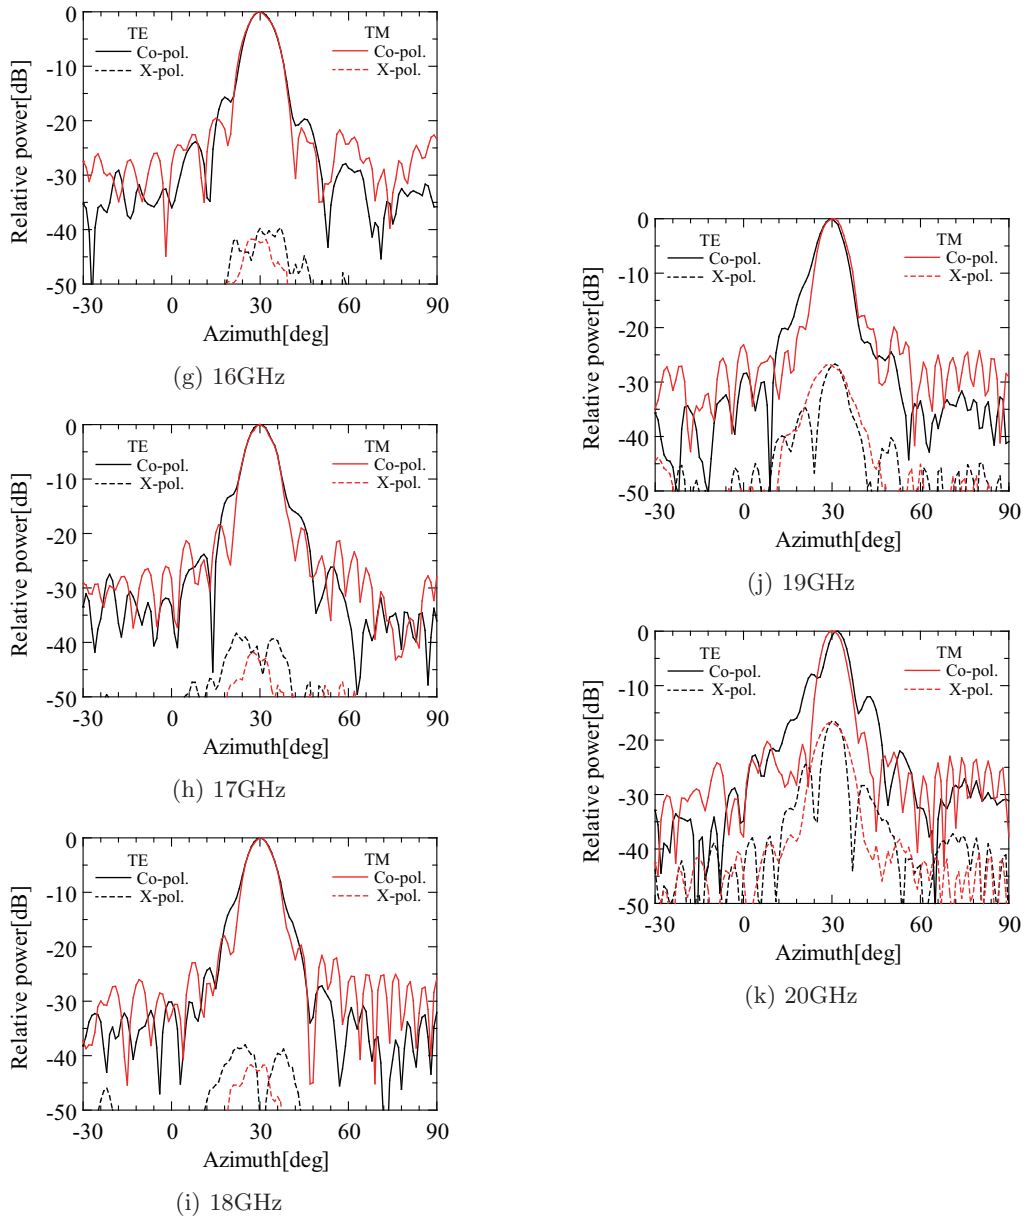 0
-10
-20
-30
-40
-50
Relative power[dB]
TE
Co-pol.
X-pol.
TM
Co-pol.
X-pol.
-30 0 30 60 90
Azimuth[deg]
(g) 16GHz
0
-10
-20
-30
-40
-50
Relative power[dB]
TE
Co-pol.
X-pol.
TM
Co-pol.
X-pol.
-30 0 30 60 90
Azimuth[deg]
(h) 17GHz
0
-10
-20
-30
-40
-50
Relative power[dB]
TE
Co-pol.
X-pol.
TM
Co-pol.
X-pol.
-30 0 30 60 90
Azimuth[deg]
(i) 18GHz
0
-10
-20
-30
-40
-50
Relative power[dB]
TE
Co-pol.
X-pol.
TM
Co-pol.
X-pol.
-30 0 30 60 90
Azimuth[deg]
(j) 19GHz
0
-10
-20
-30
-40
-50
Relative power[dB]
TE
Co-pol.
X-pol.
TM
Co-pol.
X-pol.
-30 0 30 60 90
Azimuth[deg]
(k) 20GHz